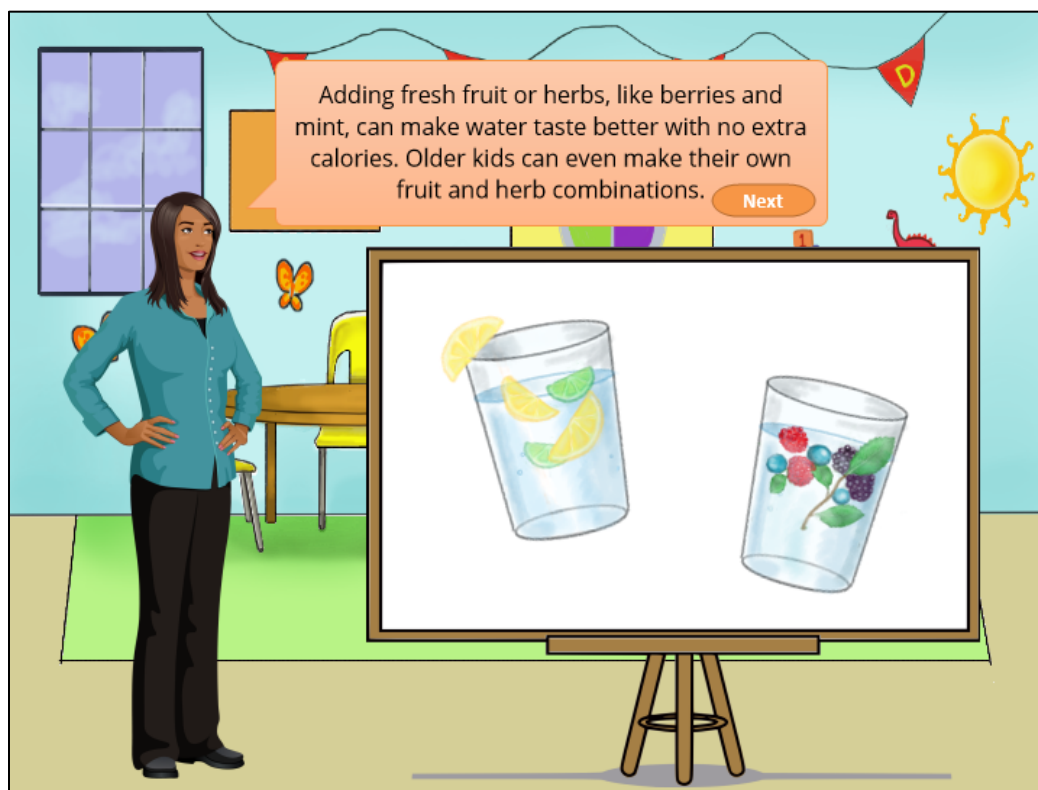 D
Adding fresh fruit or herbs, like berries and
mint, can make water taste better with no extra
calories. Older kids can even make their own
fruit and herb combinations.
Next
1